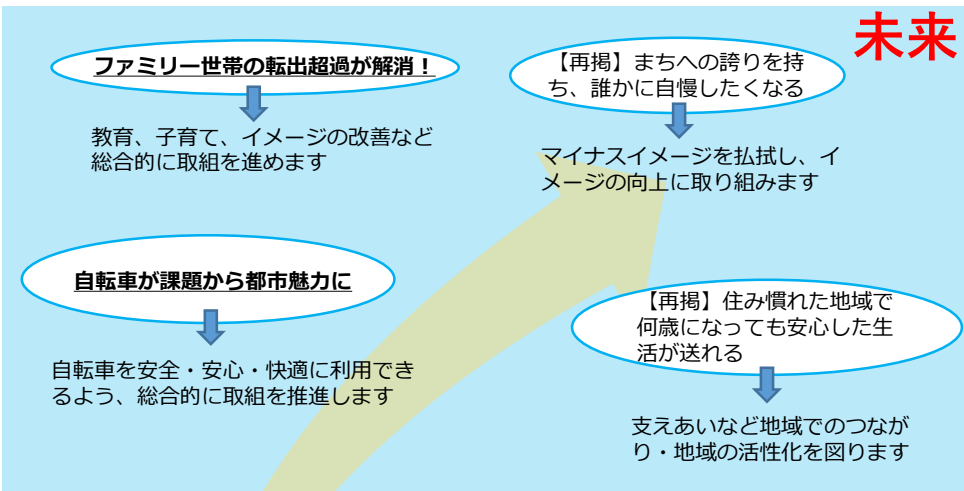 未来
ファミリー世帯の転出超過が解消！
教育、子育て、イメージの改善など
総合的に取組を進めます
【再掲】まちへの誇りを持
ち、誰かに自慢したくなる
マイナスイメージを払拭し、イ
メージの向上に取り組みます
自転車が課題から都市魅力に
自転車を安全・安心・快適に利用でき
るよう、総合的に取組を推進します
【再掲】住み慣れた地域で
何歳になっても安心した生
活が送れる
支えあいなど地域でのつなが
り・地域の活性化を図ります